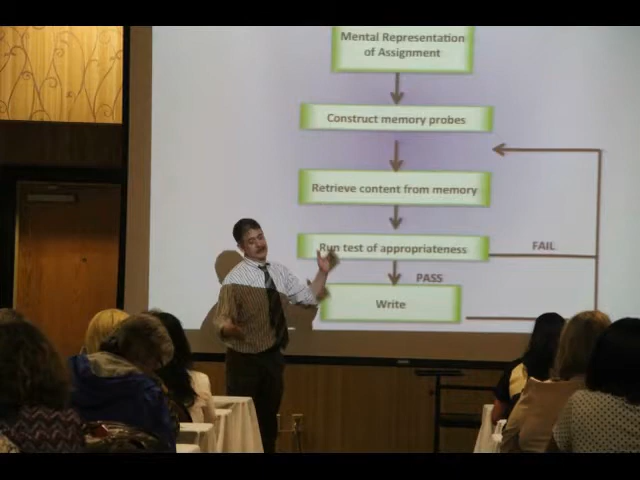 Mental Representation
of Assignment
Construct memory probes
Retrieve content from memory
Run test of appropriateness
FAIL
PASS
Write